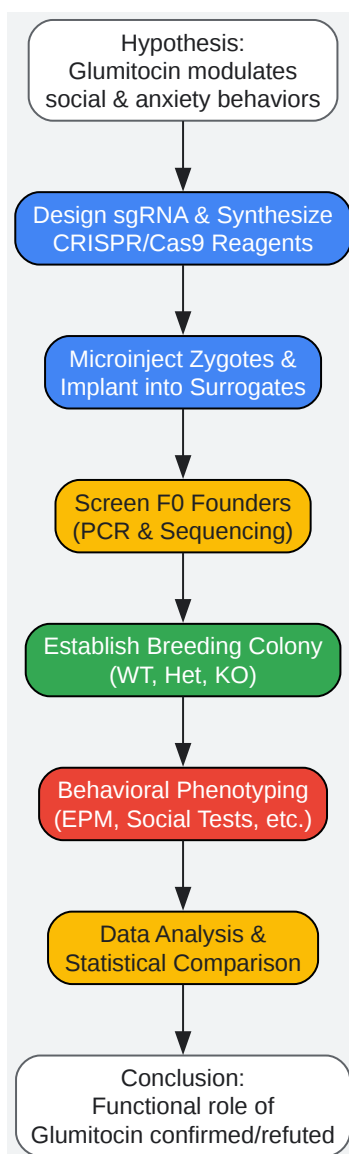 Hypothesis:
Glumitocin modulates
social & anxiety behaviors
Design sgRNA & Synthesize
CRISPR/Cas9 Reagents
Microinject Zygotes &
Implant into Surrogates
Screen F0 Founders
(PCR & Sequencing)
Establish Breeding Colony
(WT, Het, KO)
Behavioral Phenotyping
(EPM, Social Tests, etc.)
Data Analysis &
Statistical Comparison
Conclusion:
Functional role of
Glumitocin confirmed/refuted